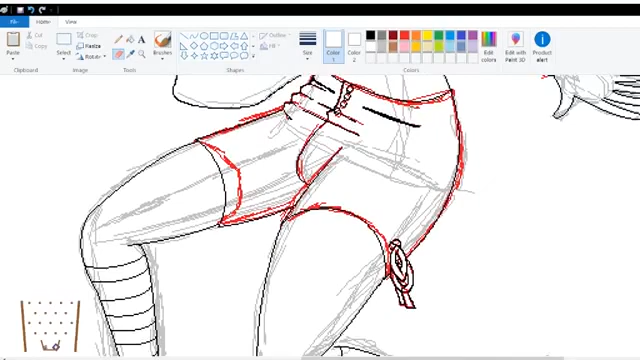 File Home View
Paste
Cut
Copy
Clipboard
Select
Crop
Resize
Rotate
Image
A
Tools
Brushes
Shapes
Outline
Fill
Size
Color 1
Color 2
Colors
Edit colors
Edit with Paint 3D
Product alert